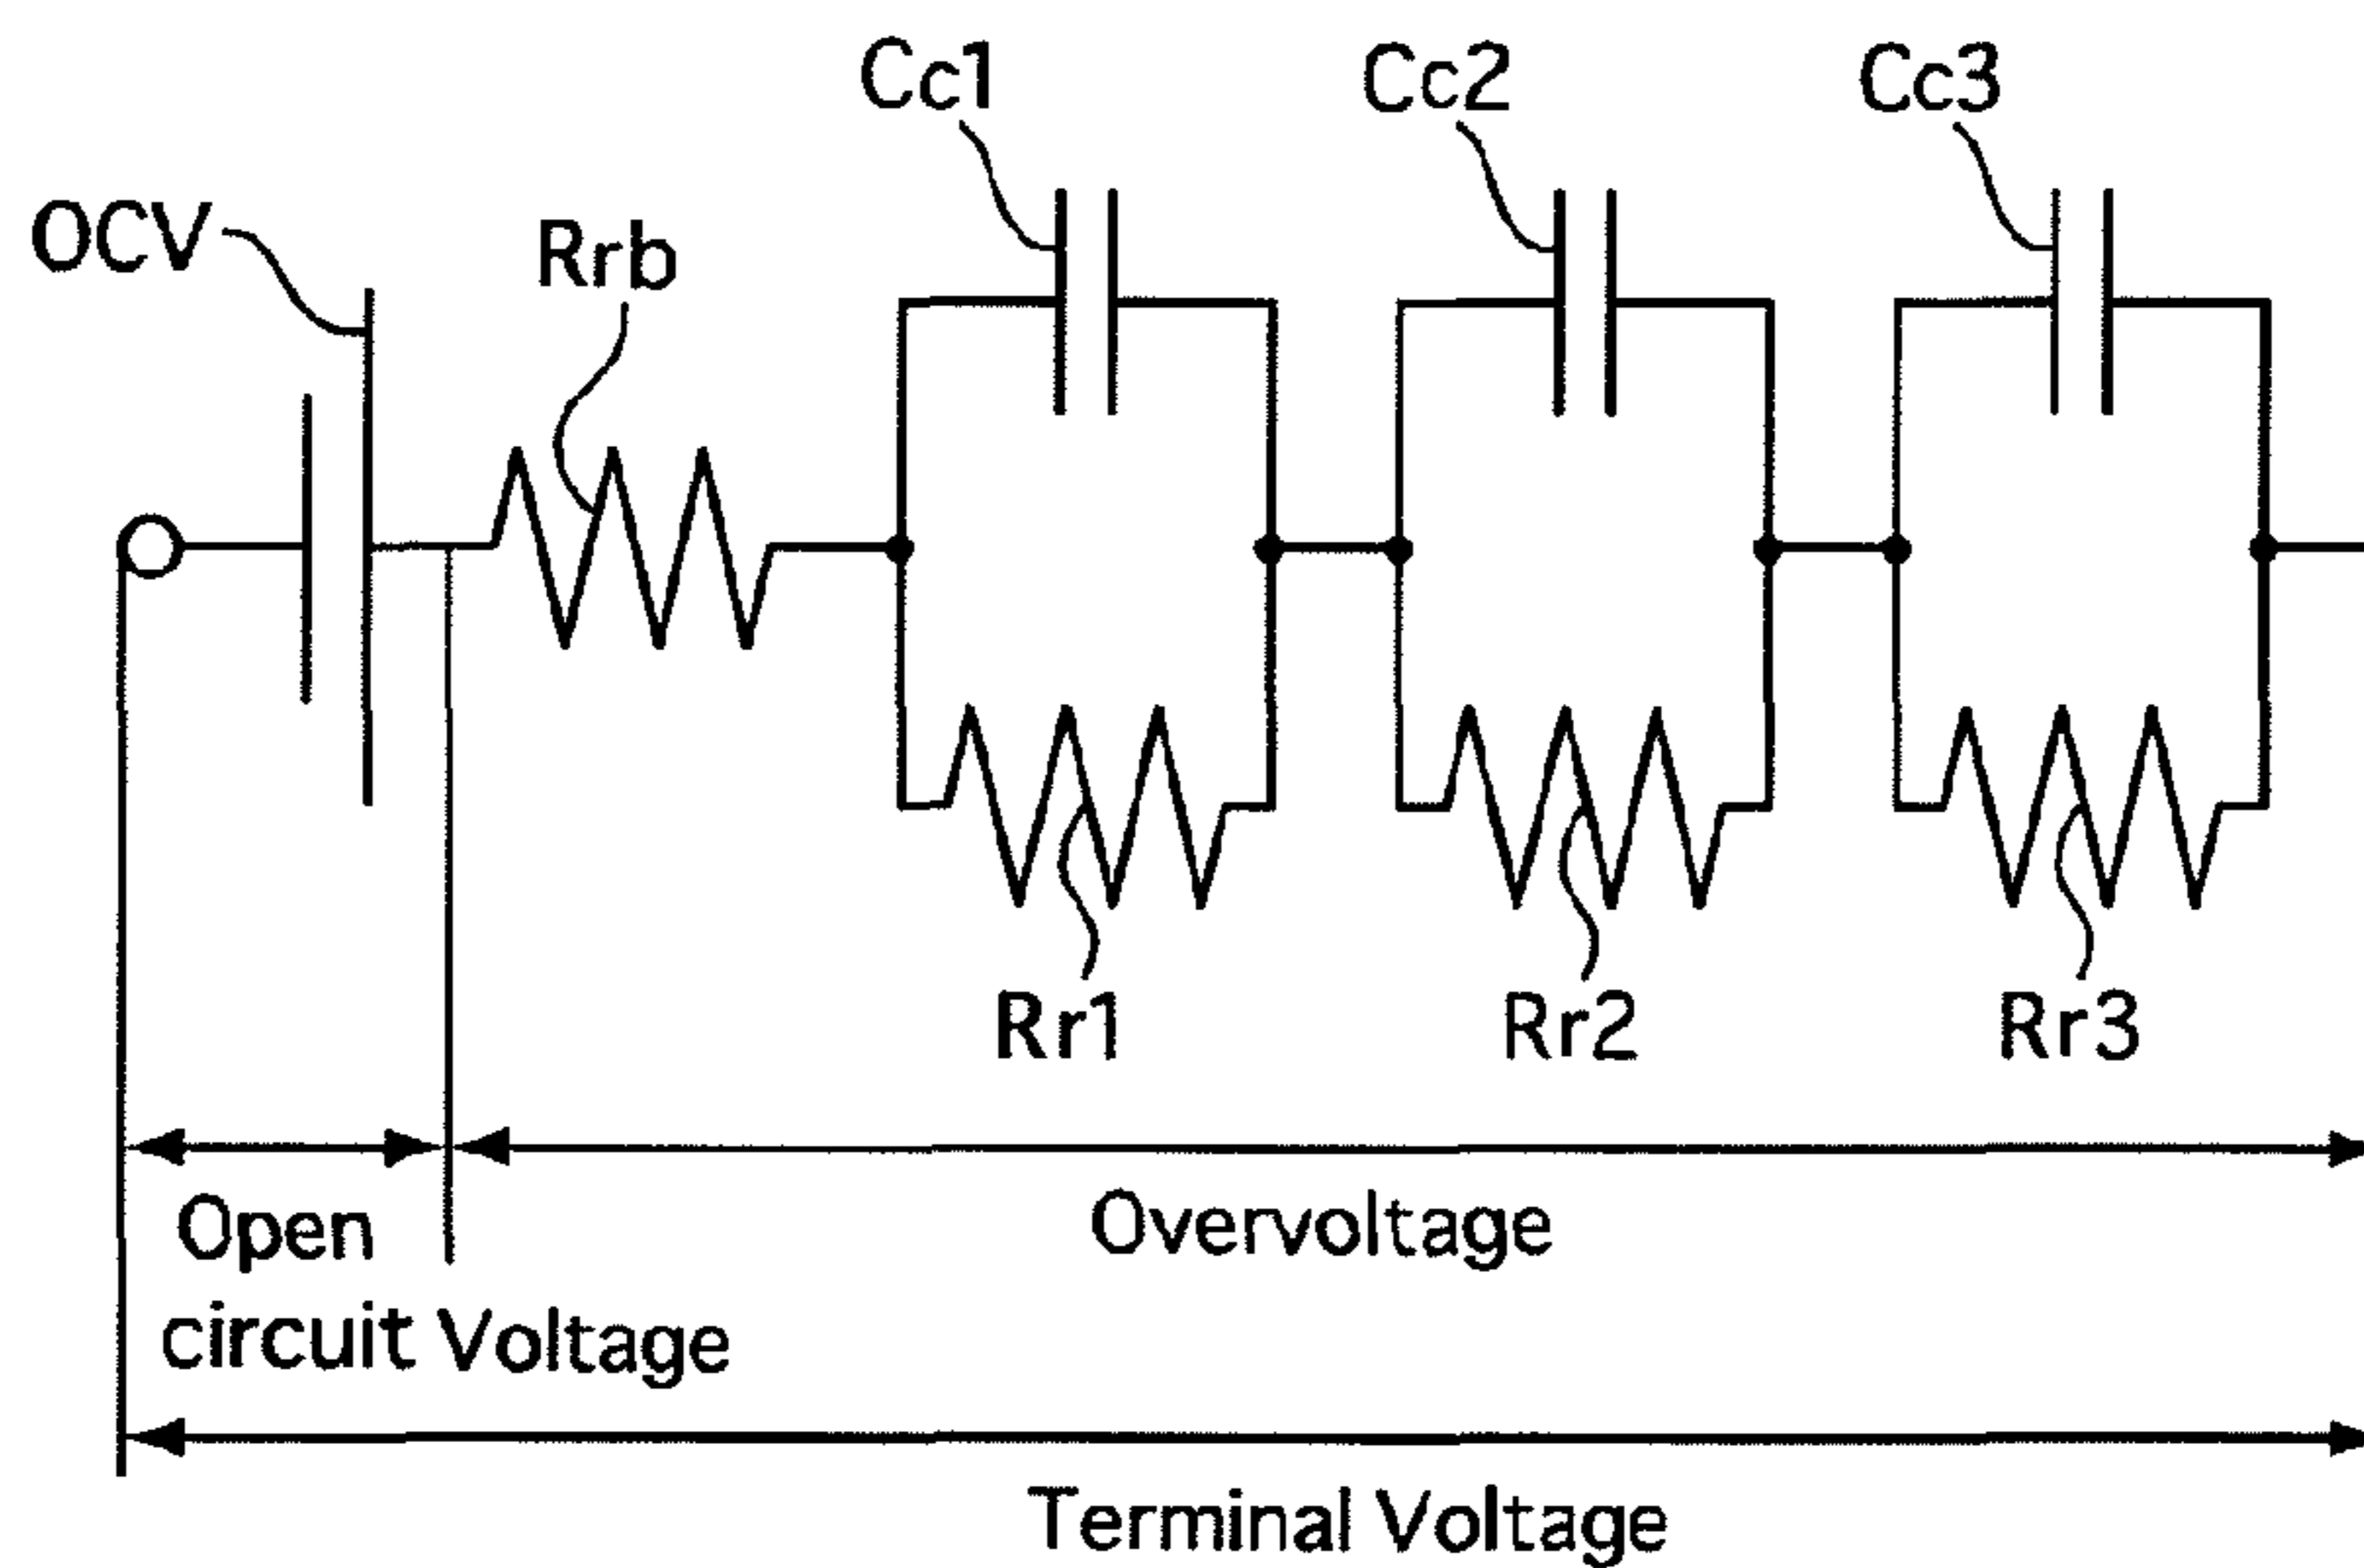 Cc1
Cc2
Cc3
OCV
Rrb
Rr1
Rr2
Rr3
Open
circuit Voltage
Overvoltage
Terminal Voltage